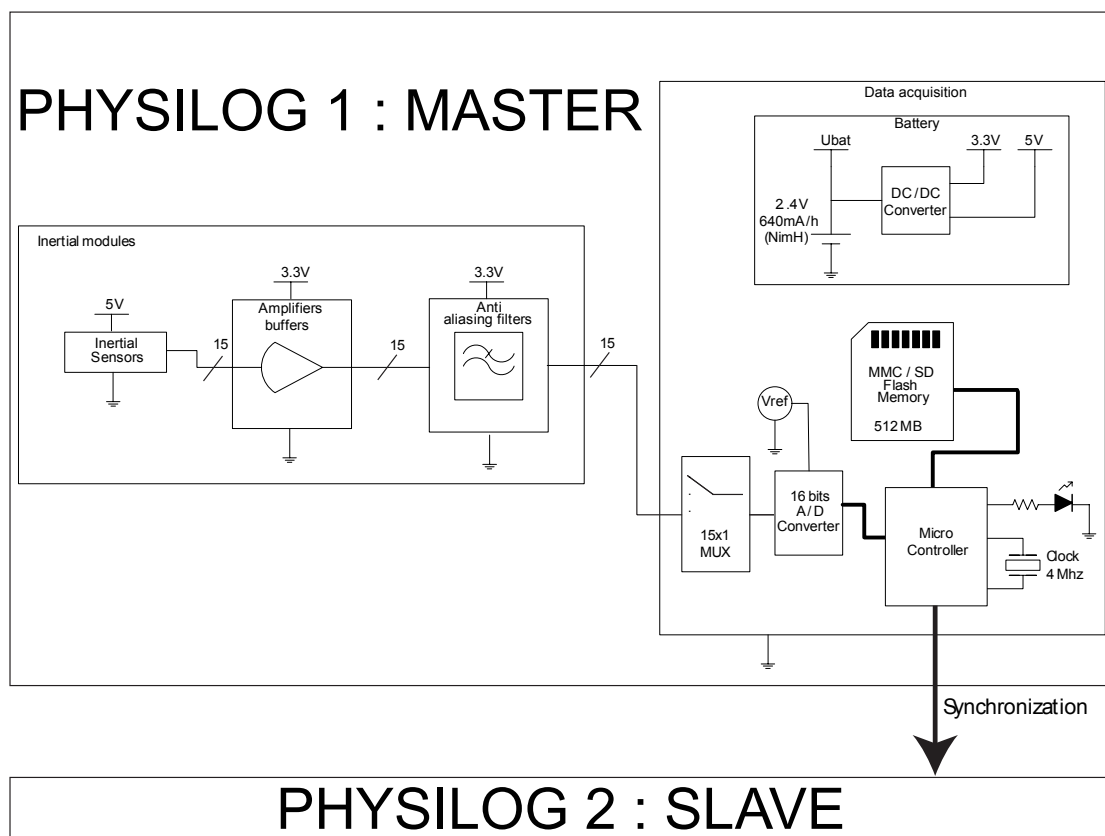 PHYSILOG 1 : MASTER
Data acquisition
Battery
Ubat
3.3V
5V
DC/DC
Converter
2.4V
640mA/h
(NimH)
Inertial modules
5V
Inertial
Sensors
15
3.3V
Amplifiers
buffers
15
3.3V
Anti
aliasing filters
15
MMC / SD
Flash
Memory
512MB
Vref
15x1
MUX
16 bits
A/D
Converter
Micro
Controller
Clock
4 Mhz
Synchronization
PHYSILOG 2 : SLAVE